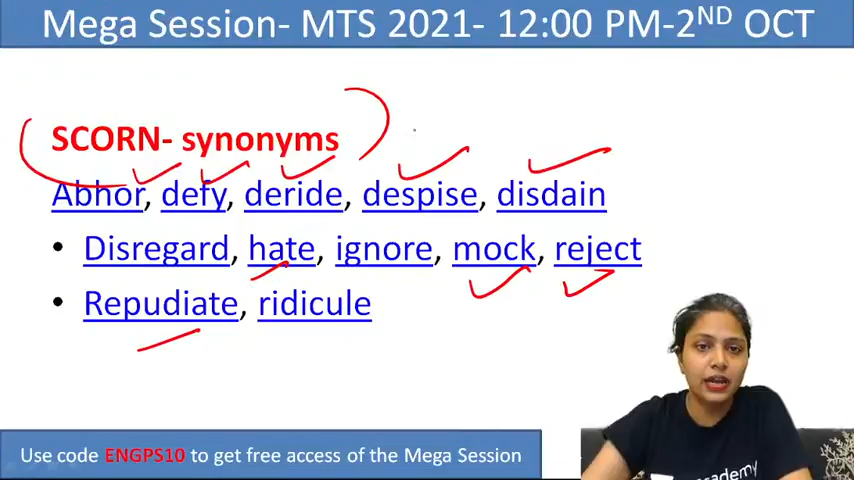 Mega Session- MTS 2021- 12:00 PM-2ND OCT
SCORN- synonyms
Abhor, defy, deride, despise, disdain
• Disregard, hate, ignore, mock, reject
• Repudiate, ridicule
Use code ENGPS10 to get free access of the Mega Session